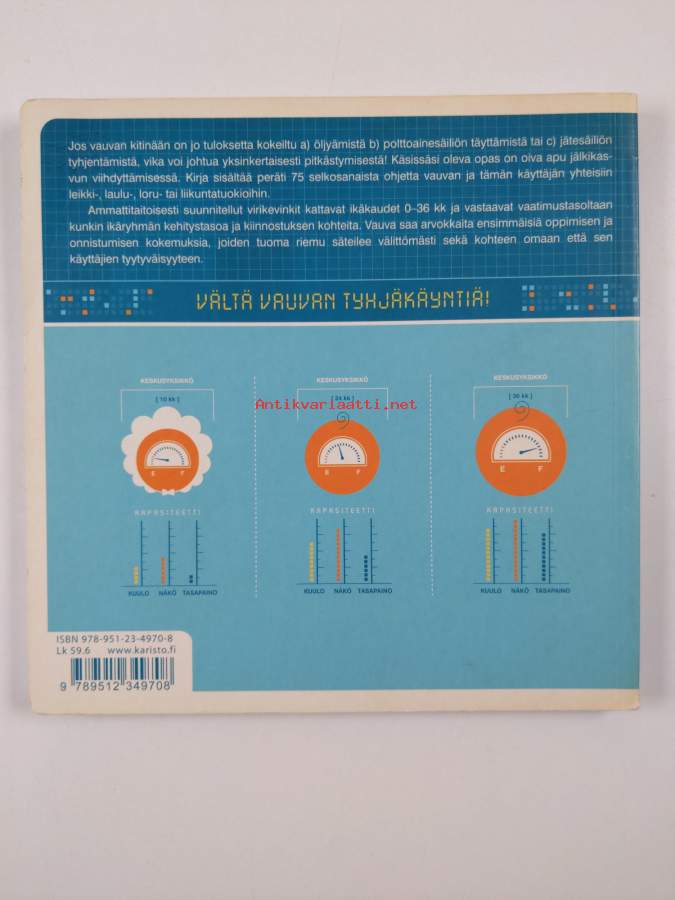 Jos vauvan kitinään on jo tuloksetta kokeiltu a) öljyämistä b) polttoainesäiliön täyttämistä tai c) jätesäiliön
tyhjentämistä, vika voi johtua yksinkertaisesti pitkästymisestä! Käsissäsi oleva opas on oiva apu jälkikas-
vun viihdyttämisessä. Kirja sisältää peräti 75 selkosanaista ohjetta vauvan ja tämän käyttäjän yhteisiin
leikki-, laulu-, loru- tai liikuntatuokioihin.
Ammattitaitoisesti suunnitellut virikevinkit kattavat ikäkaudet 0–36 kk ja vastaavat vaatimustasoltaan
kunkin ikäryhmän kehitystasoa ja kiinnostuksen kohteita. Vauva saa arvokkaita ensimmäisiä oppimisen ja
onnistumisen kokemuksia, joiden tuoma riemu säteilee välittömästi sekä kohteen omaan että sen
käyttäjien tyytyväisyyteen.
VÄLTÄ VAUVAN TYHJÄKÄYNTIÄ!
KESKUSYKSIKKÖ KESKUSYKSIKKÖ KESKUSYKSIKKÖ
[ 10 kk ] [ 24 kk ] [ 36 kk ]
Antikvariaatti.net
E F E F E F
KAPASITEETTI KAPASITEETTI KAPASITEETTI
KUULO NÄKÖ TASAPAINO KUULO NÄKÖ TASAPAINO KUULO NÄKÖ TASAPAINO
ISBN 978-951-23-4970-8
Lk 59.6 www.karisto.fi
9 789512 349708